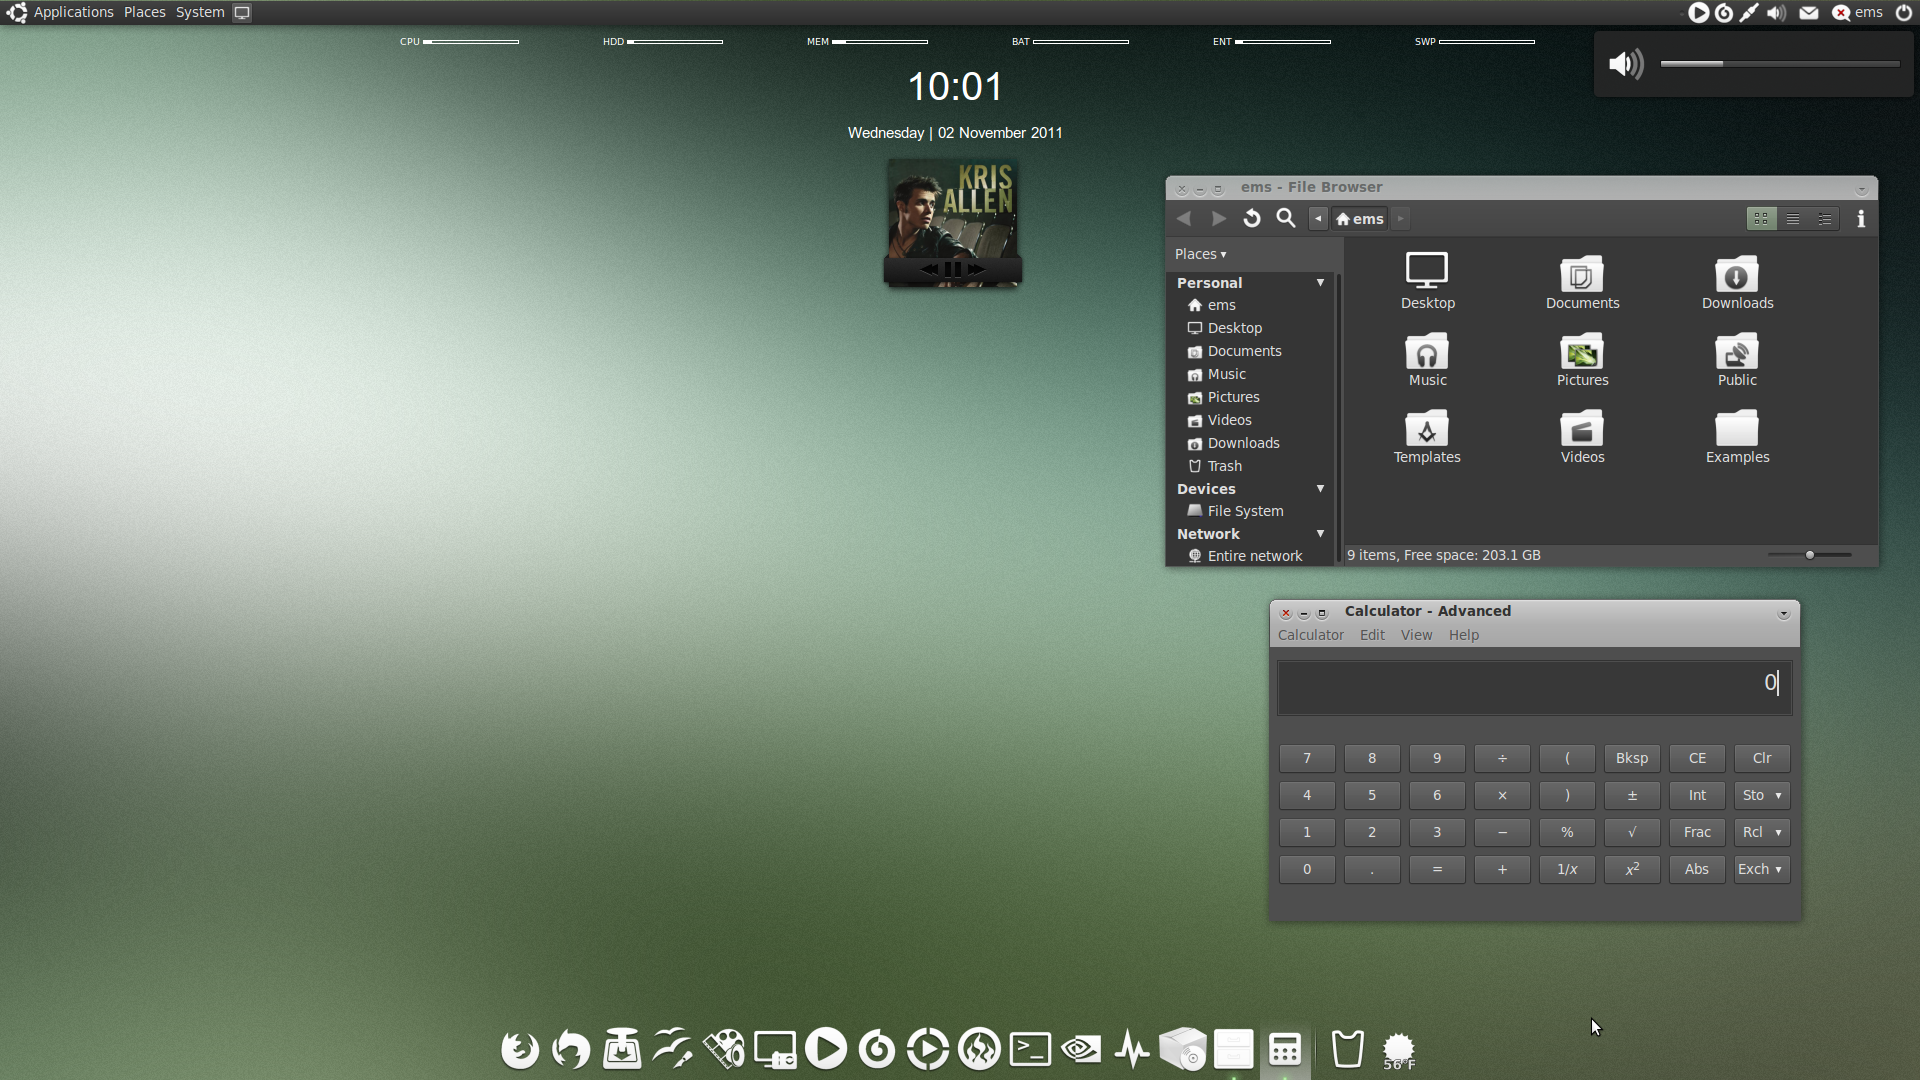 Applications Places System
ems
CPU HDD MEM BAT ENT SWP
10:01
Wednesday | 02 November 2011
KRIS
ALLEN
ems - File Browser
ems
Places
Personal
ems
Desktop
Documents
Music
Pictures
Videos
Downloads
Trash
Devices
File System
Network
Entire network
Desktop Documents Downloads
Music Pictures Public
Templates Videos Examples
9 items, Free space: 203.1 GB
Calculator - Advanced
Calculator Edit View Help
0
7 8 9 ÷ ( Bksp CE Clr
4 5 6 × ) ± Int Sto
1 2 3 − % √ Frac Rcl
0 . = + 1/x x² Abs Exch
56°F